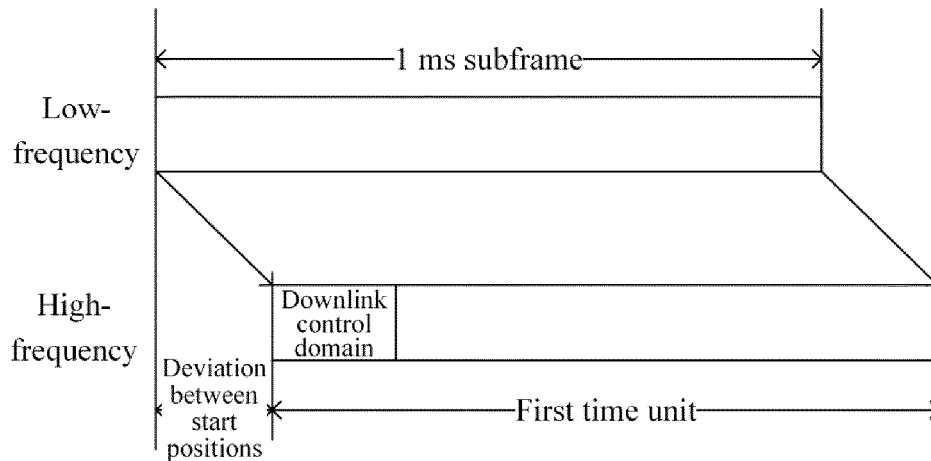 1 ms subframe
Low-
frequency
High-
frequency
Downlink
control
domain
Deviation
between
start
positions
First time unit